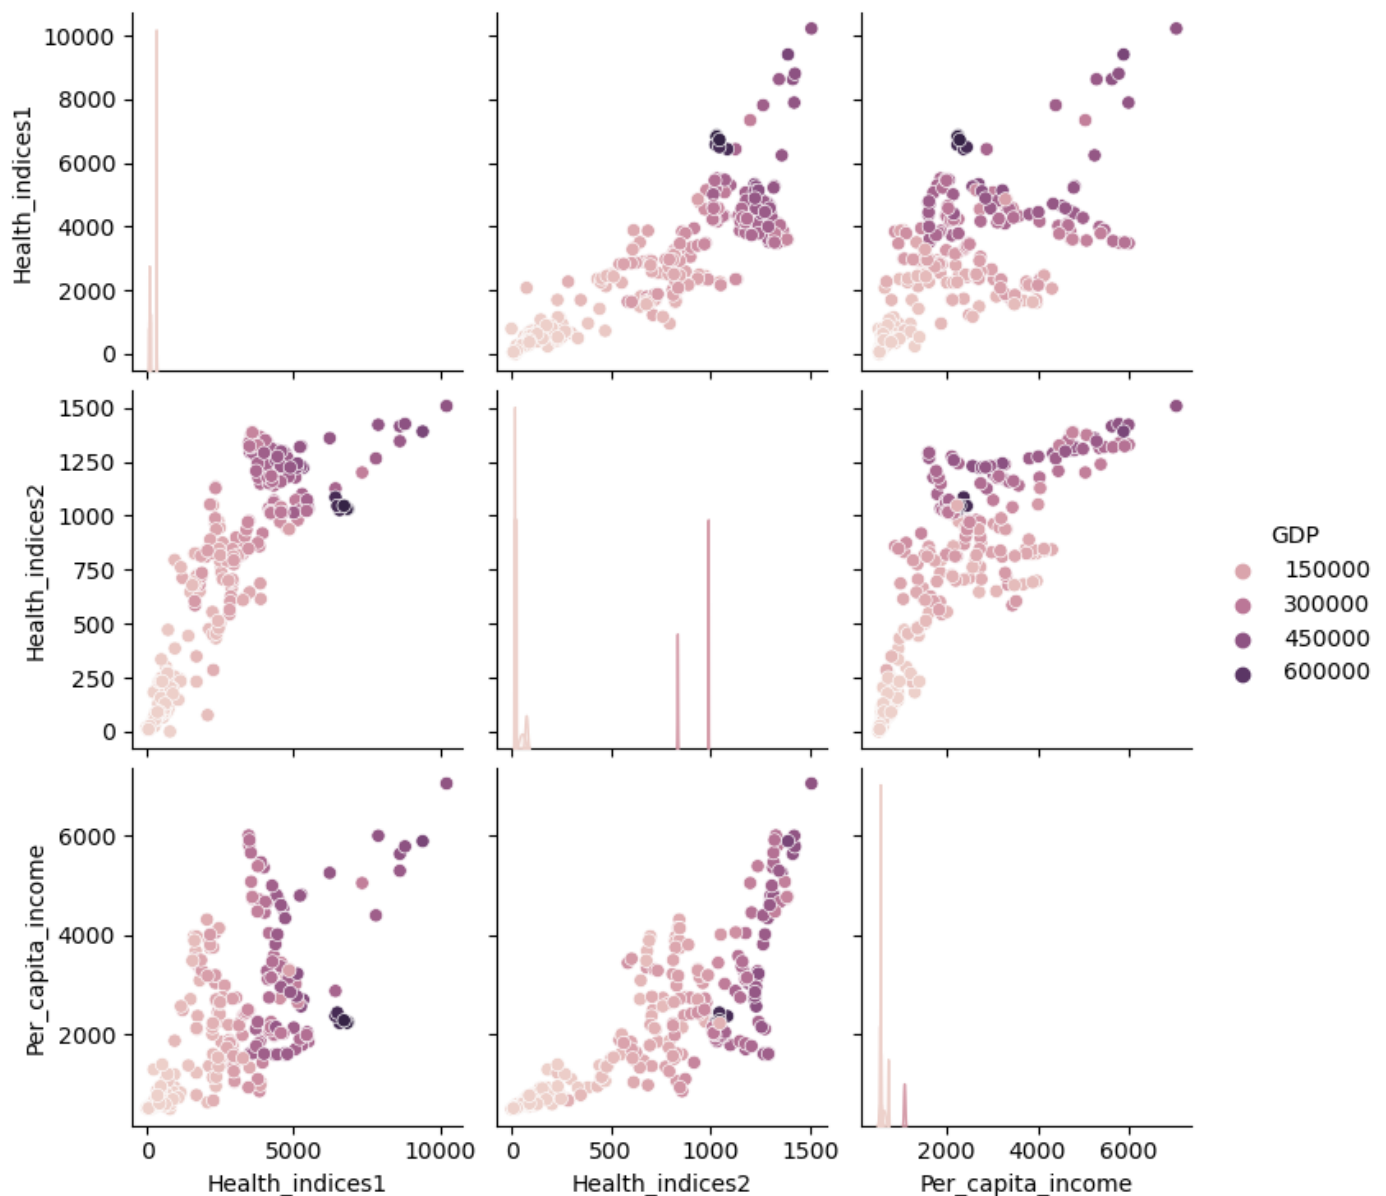 10000
8000
6000
4000
2000
0
Health_indices1
1500
1250
1000
750
500
250
0
Health_indices2
6000
4000
2000
Per_capita_income
0 5000 10000
0 500 1000 1500
2000 4000 6000
Health_indices1
Health_indices2
Per_capita_income
GDP
150000
300000
450000
600000